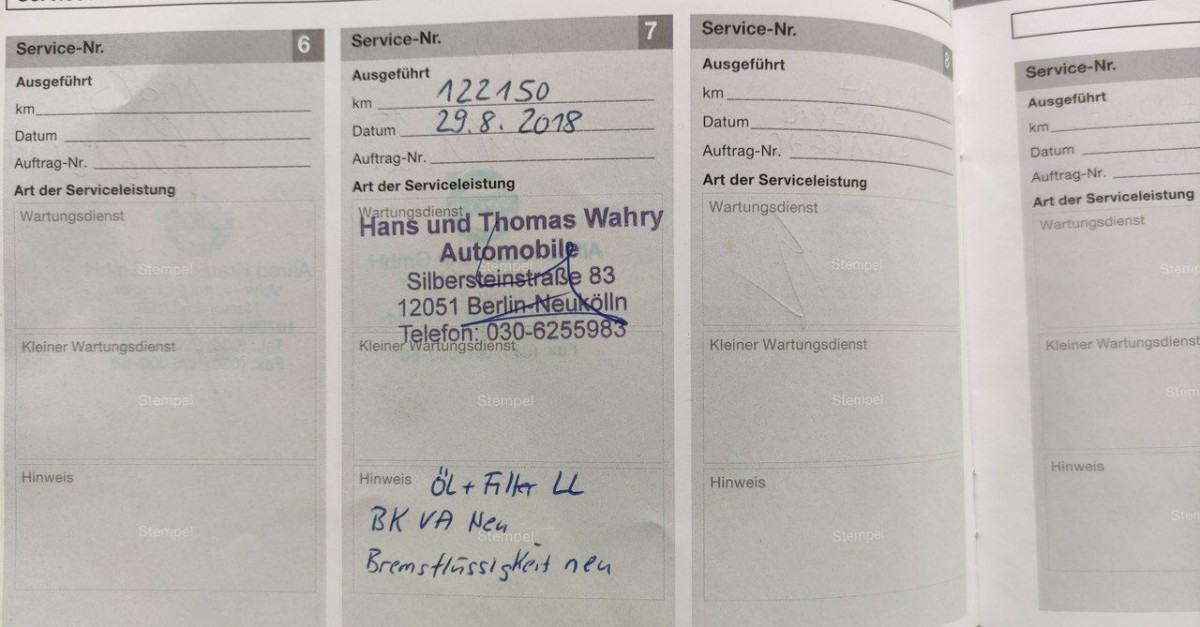 Service-Nr. 6
Ausgeführt
km
Datum
Auftrag-Nr.
Art der Serviceleistung
Wartungsdienst
Stempel
Kleiner Wartungsdienst
Stempel
Hinweis
Stempel
Service-Nr. 7
Ausgeführt
km 122150
Datum 29.8.2018
Auftrag-Nr.
Art der Serviceleistung
Wartungsdienst
Hans und Thomas Wahry
Automobile
Stempel
Silbersteinstraße 83
12051 Berlin-Neukölln
Telefon: 030-6255983
Kleiner Wartungsdienst
Stempel
Hinweis Öl + Filter LL
BK VA Neu
Stempel
Bremsflüssigkeit neu
Service-Nr. 8
Ausgeführt
km
Datum
Auftrag-Nr.
Art der Serviceleistung
Wartungsdienst
Stempel
Kleiner Wartungsdienst
Stempel
Hinweis
Stempel
Service-Nr.
Ausgeführt
km
Datum
Auftrag-Nr.
Art der Serviceleistung
Wartungsdienst
Kleiner Wartungsdienst
Hinweis